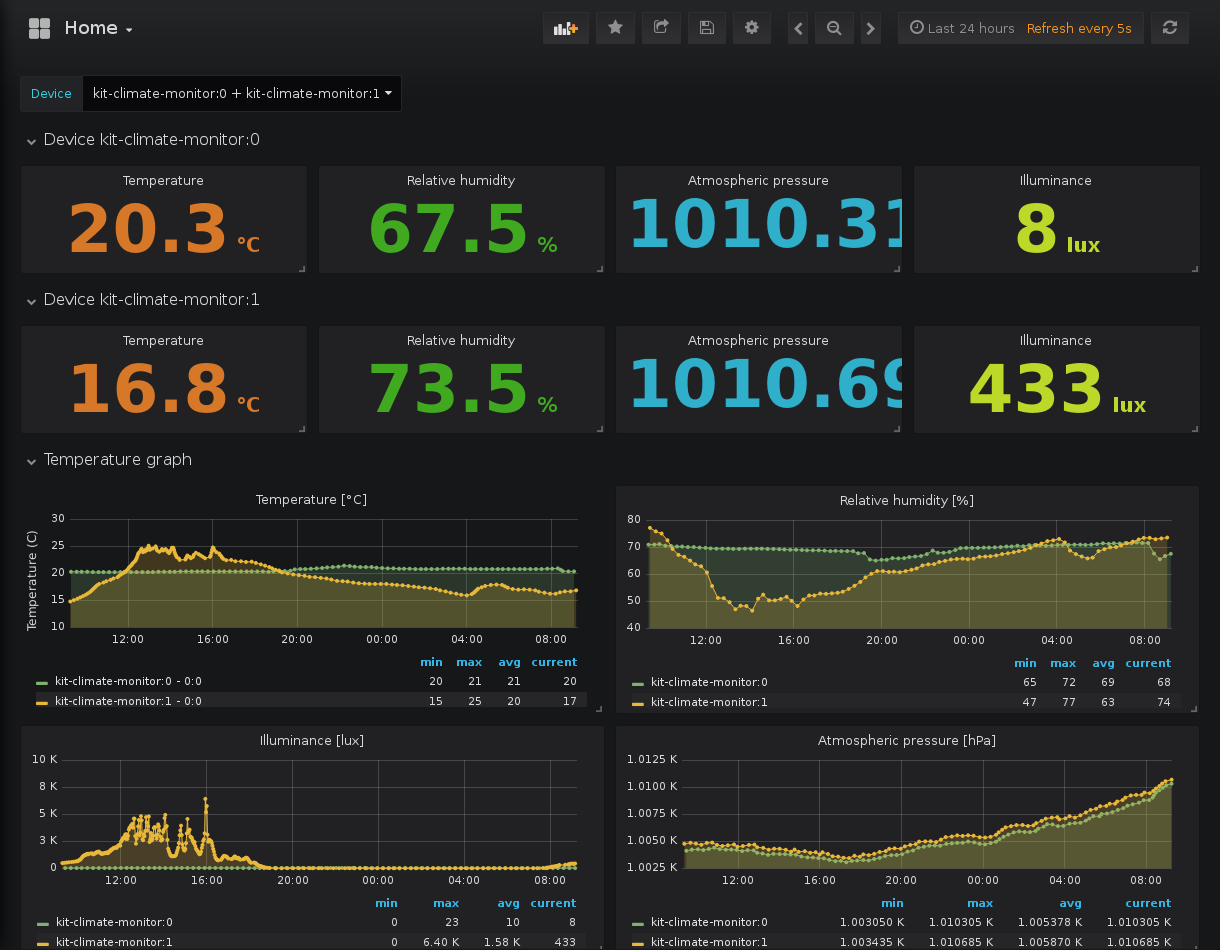 Home
Last 24 hours Refresh every 5s
Device kit-climate-monitor:0 + kit-climate-monitor:1
Device kit-climate-monitor:0
Temperature Relative humidity Atmospheric pressure Illuminance
20.3 °C 67.5 % 1010.31 8 lux
Device kit-climate-monitor:1
Temperature Relative humidity Atmospheric pressure Illuminance
16.8 °C 73.5 % 1010.69 433 lux
Temperature graph
Temperature [°C]
Temperature (C)
30
25
20
15
10
12:00 16:00 20:00 00:00 04:00 08:00
min max avg current
kit-climate-monitor:0 - 0:0 20 21 21 20
kit-climate-monitor:1 - 0:0 15 25 20 17
Relative humidity [%]
80
70
60
50
40
12:00 16:00 20:00 00:00 04:00 08:00
min max avg current
kit-climate-monitor:0 65 72 69 68
kit-climate-monitor:1 47 77 63 74
Illuminance [lux]
10 K
8 K
5 K
3 K
0
12:00 16:00 20:00 00:00 04:00 08:00
min max avg current
kit-climate-monitor:0 0 23 10 8
kit-climate-monitor:1 0 6.40 K 1.58 K 433
Atmospheric pressure [hPa]
1.0125 K
1.0100 K
1.0075 K
1.0050 K
1.0025 K
12:00 16:00 20:00 00:00 04:00 08:00
min max avg current
kit-climate-monitor:0 1.003050 K 1.010305 K 1.005378 K 1.010305 K
kit-climate-monitor:1 1.003435 K 1.010685 K 1.005870 K 1.010685 K